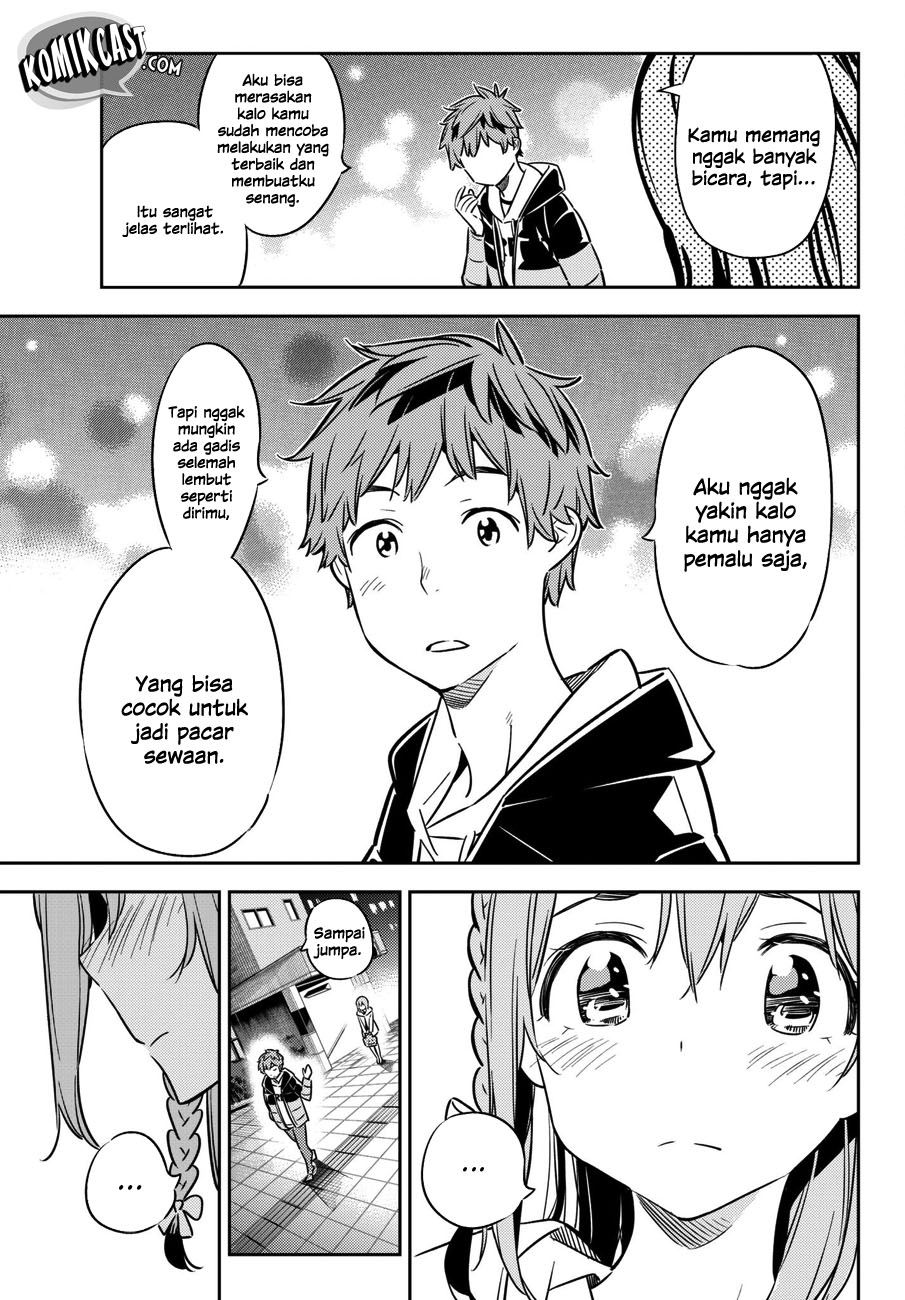 KOMIKCAST
.COM
Kamu memang
nggak banyak
bicara, tapi...
Aku bisa
merasakan
kalo kamu
sudah mencoba
melakukan yang
terbaik dan
membuatku
senang.
Itu sangat
jelas terlihat.
Aku nggak
yakin kalo
kamu hanya
pemalu saja,
Tapi nggak
mungkin
ada gadis
selemah
lembut
seperti
dirimu,
Yang bisa
cocok untuk
jadi pacar
sewaan.
...
Sampai
jumpa.
...